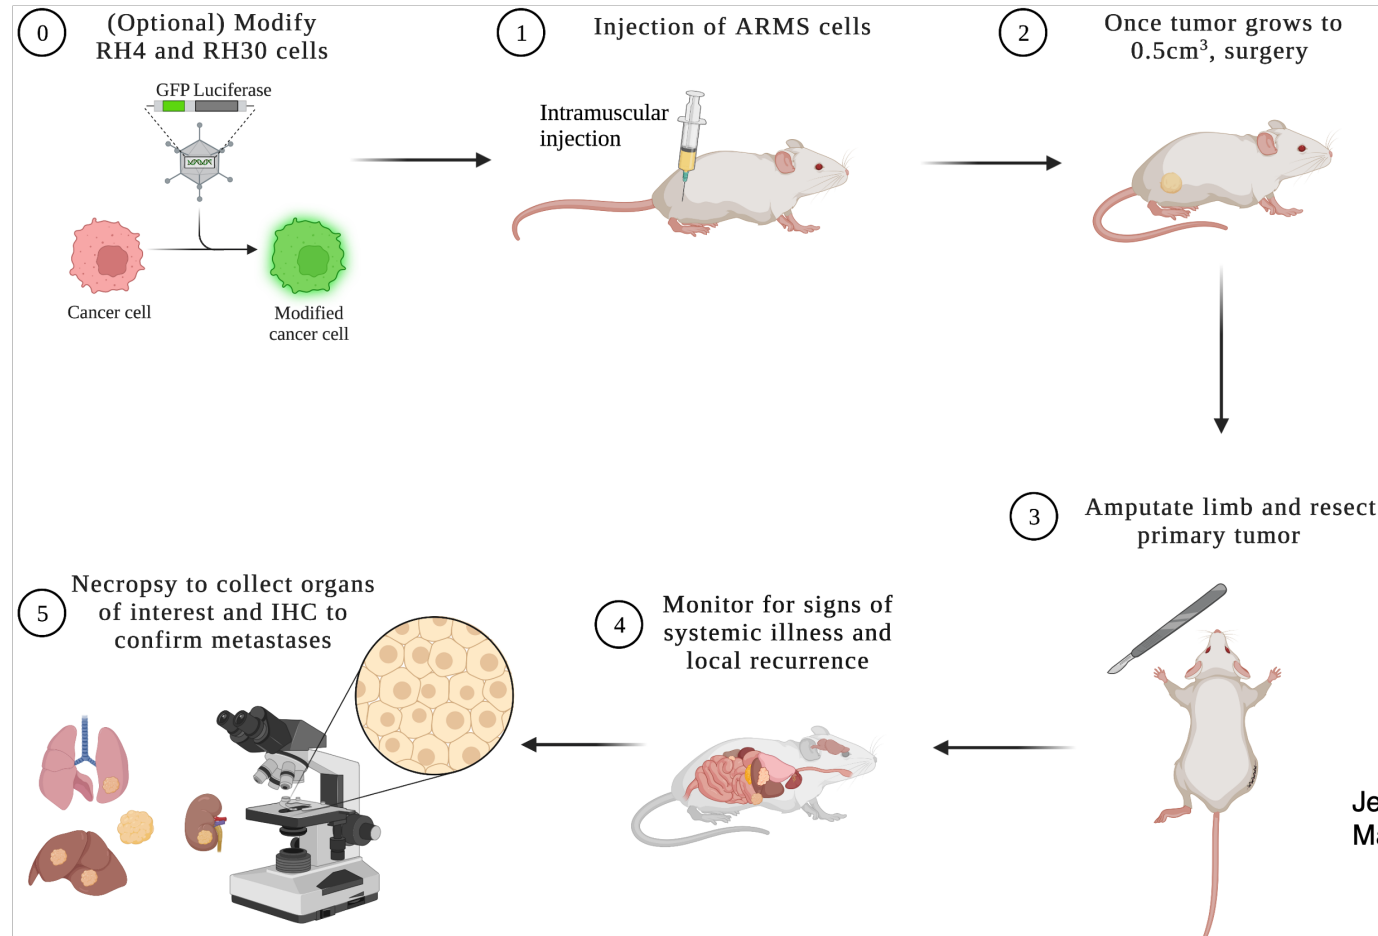 0
(Optional) Modify
RH4 and RH30 cells
GFP Luciferase
Cancer cell
Modified
cancer cell
1
Injection of ARMS cells
Intramuscular
injection
2
Once tumor grows to
0.5cm³, surgery
3
Amputate limb and resect
primary tumor
4
Monitor for signs of
systemic illness and
local recurrence
5
Necropsy to collect organs
of interest and IHC to
confirm metastases